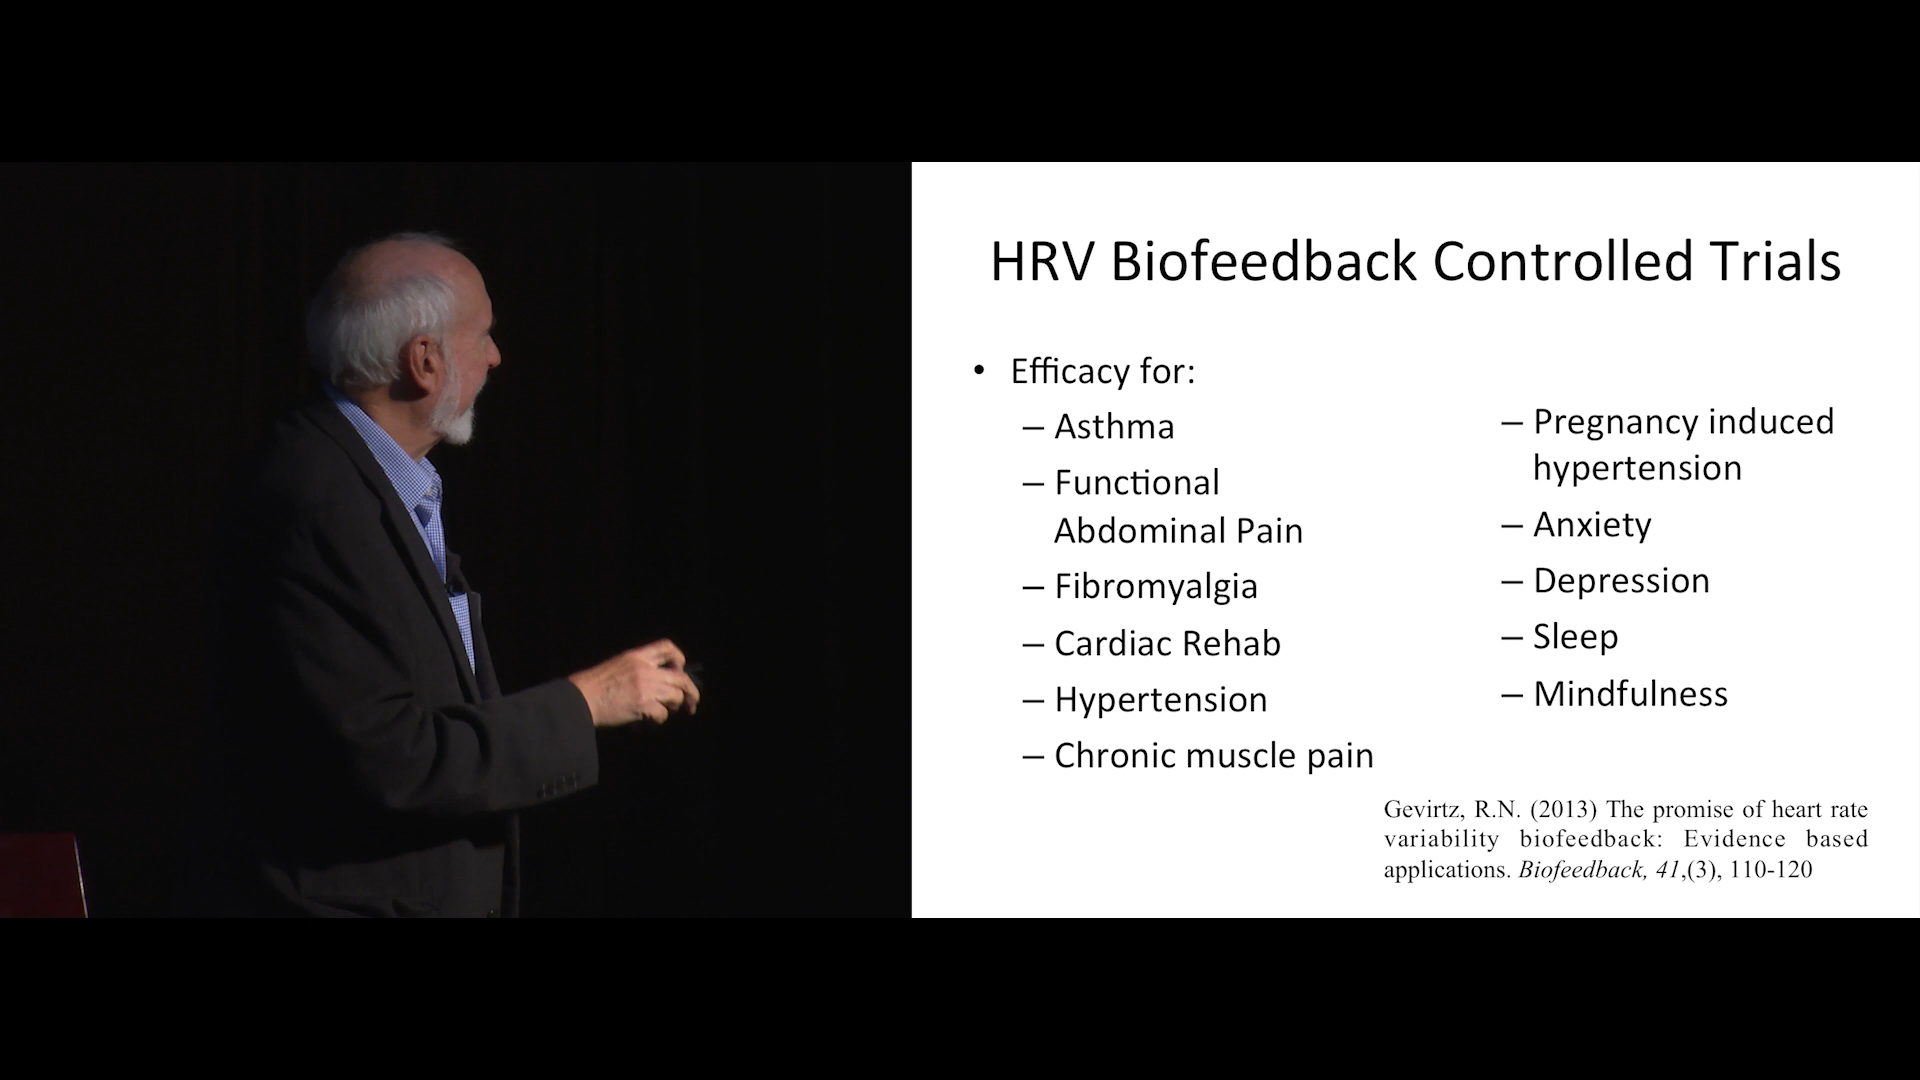 HRV Biofeedback Controlled Trials
• Efficacy for:
– Asthma
– Functional
Abdominal Pain
– Fibromyalgia
– Cardiac Rehab
– Hypertension
– Chronic muscle pain
– Pregnancy induced
hypertension
– Anxiety
– Depression
– Sleep
– Mindfulness
Gevirtz, R.N. (2013) The promise of heart rate
variability biofeedback: Evidence based
applications. Biofeedback, 41,(3), 110-120